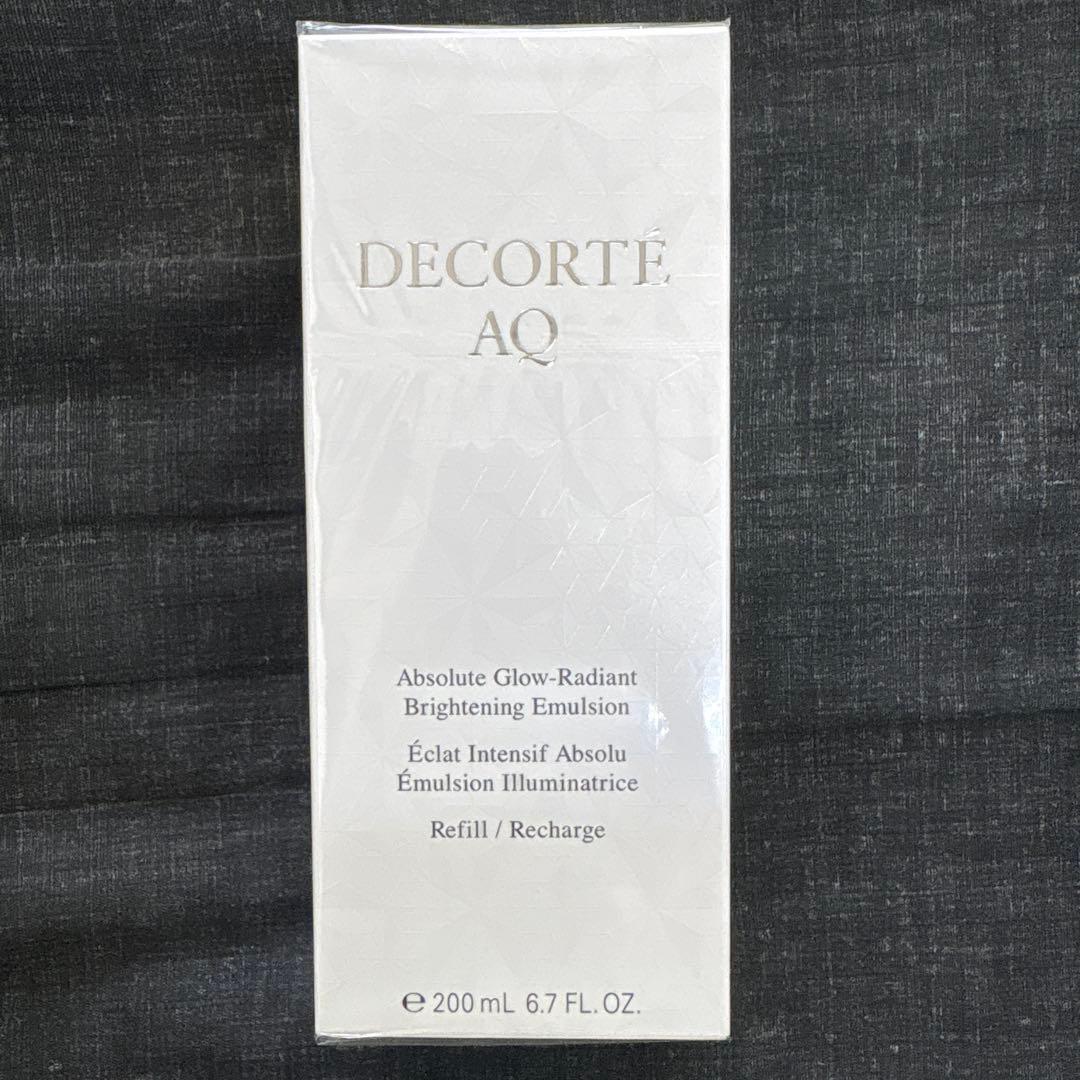 DECORTÉ
AQ
Absolute Glow-Radiant
Brightening Emulsion
Éclat Intensif Absolu
Émulsion Illuminatrice
Refill / Recharge
℮ 200 mL 6.7 FL. OZ.